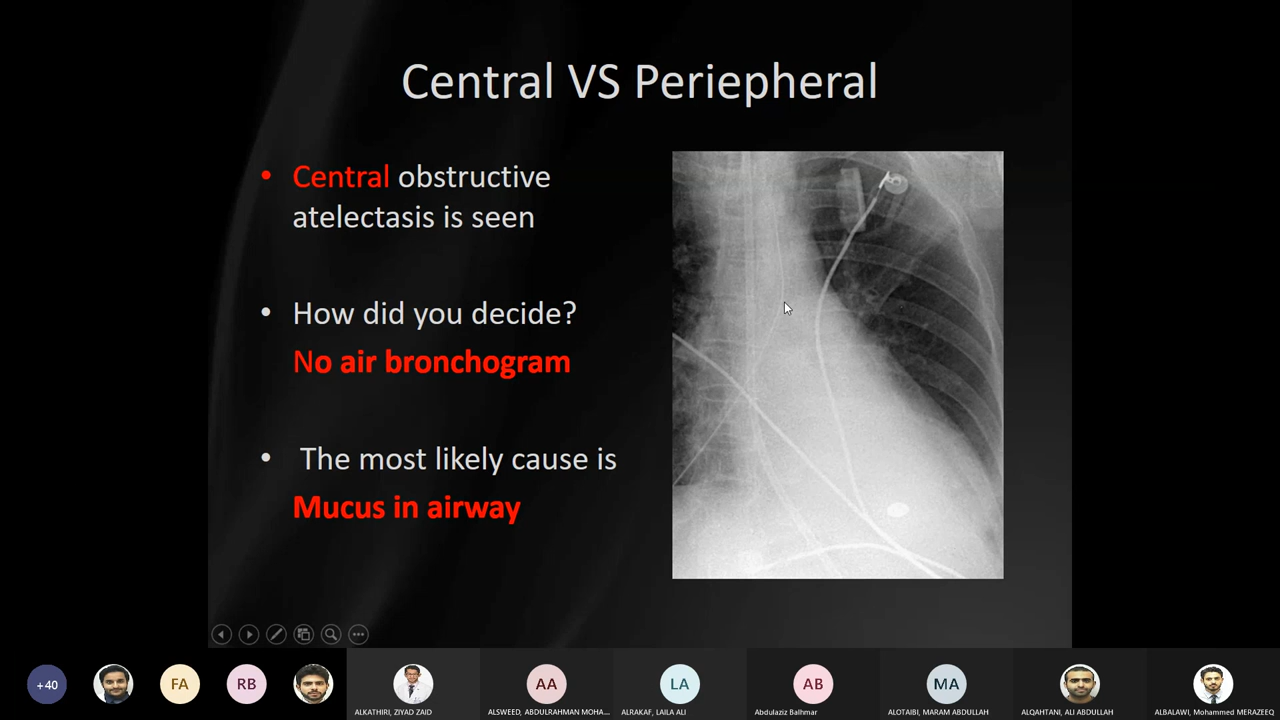 Central VS Periepheral
Central obstructive
atelectasis is seen
How did you decide?
No air bronchogram
The most likely cause is
Mucus in airway
+40
FA
RB
AA
LA
AB
MA
ALKATHIRI, ZIYAD ZAID
ALSWEED, ABDULRAHMAN MOHA...
ALRAKAF, LAILA ALI
Abdulaziz Balhmar
ALOTAIBI, MARAM ABDULLAH
ALQAHTANI, ALI ABDULLAH
ALBALAWI, Mohammed MERAZEEQ